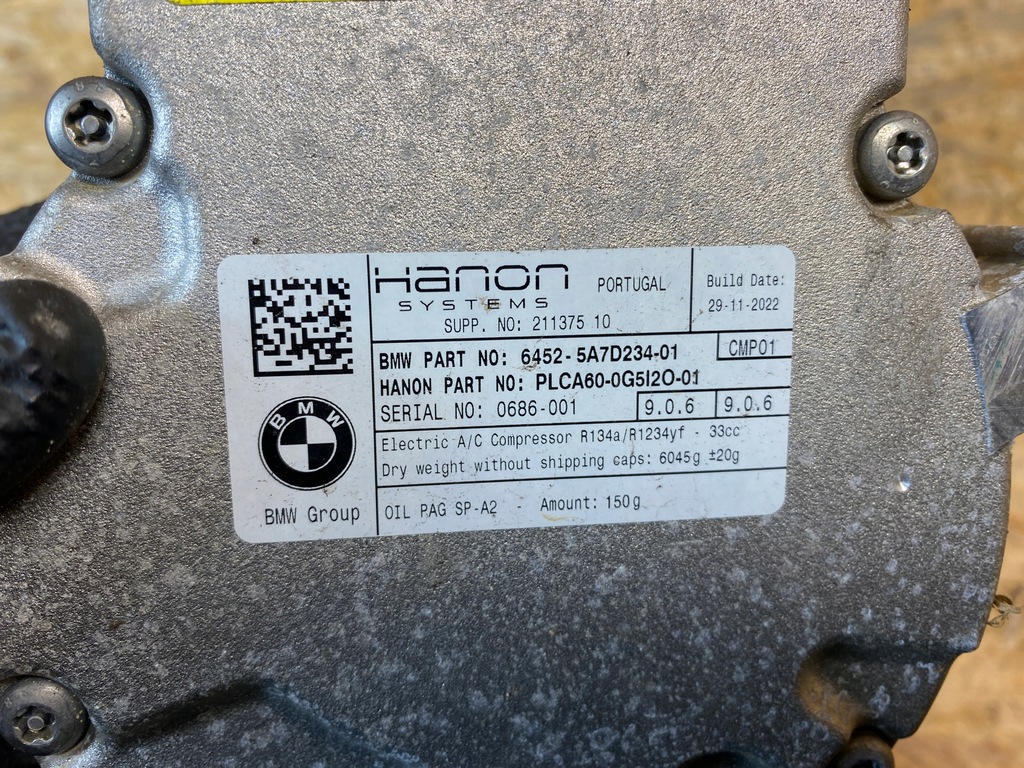 Hanon
SYSTEMS
PORTUGAL
Build Date:
29-11-2022
SUPP. NO: 211375 10
BMW PART NO: 6452-5A7D234-01
CMP01
HANON PART NO: PLCA60-0G5I2O-01
SERIAL NO: 0686-001
9.0.6
9.0.6
Electric A/C Compressor R134a/R1234yf - 33cc
Dry weight without shipping caps: 6045g ±20g
OIL PAG SP-A2 - Amount: 150g
BMW
BMW Group